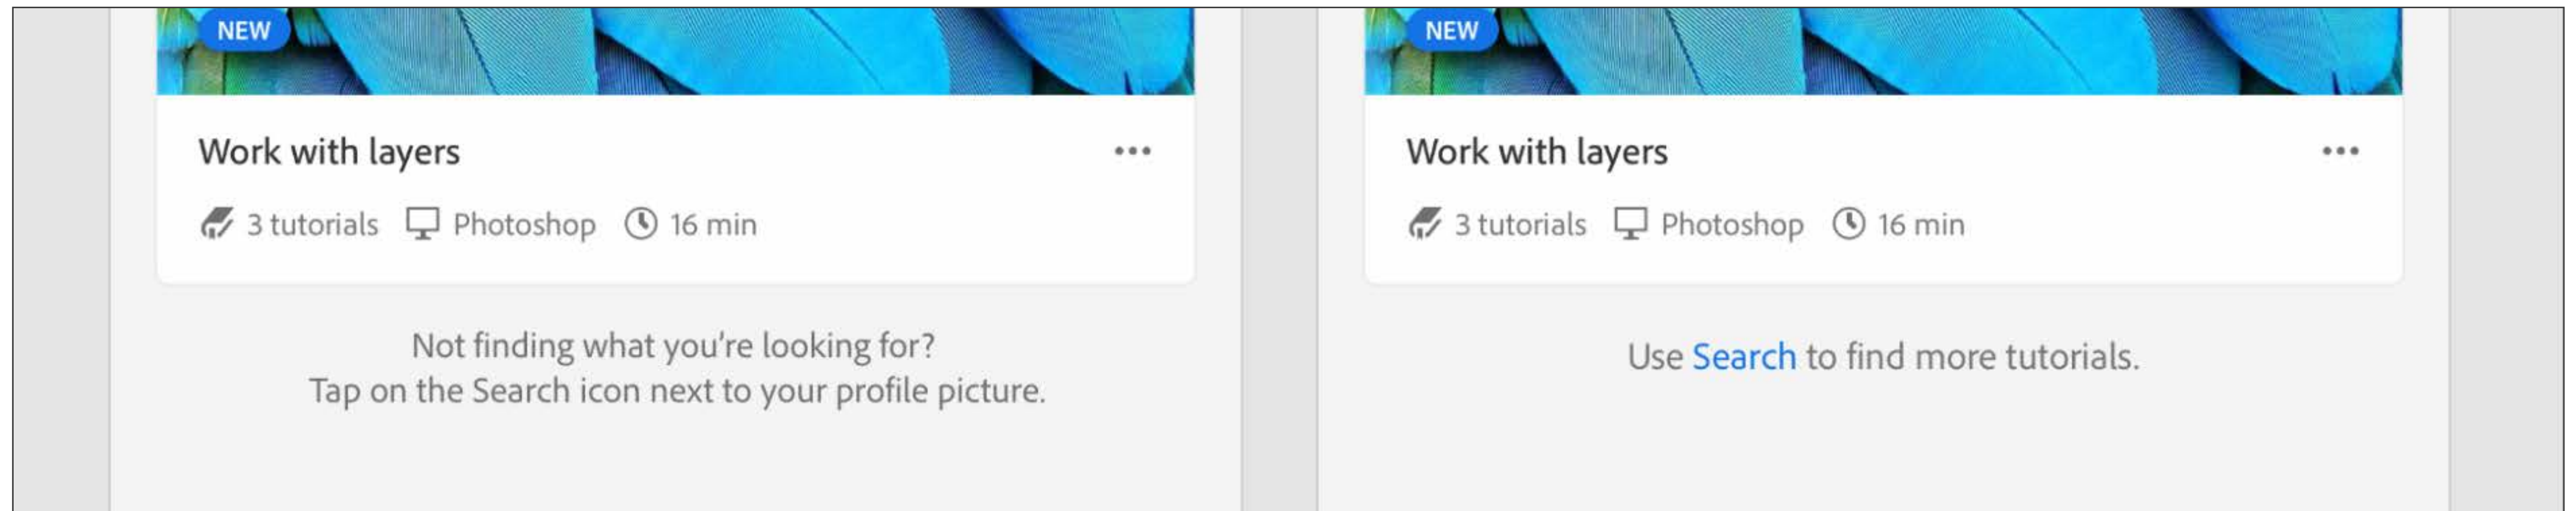 NEW
Work with layers
3 tutorials Photoshop 16 min
Not finding what you're looking for?
Tap on the Search icon next to your profile picture.
NEW
Work with layers
3 tutorials Photoshop 16 min
Use Search to find more tutorials.